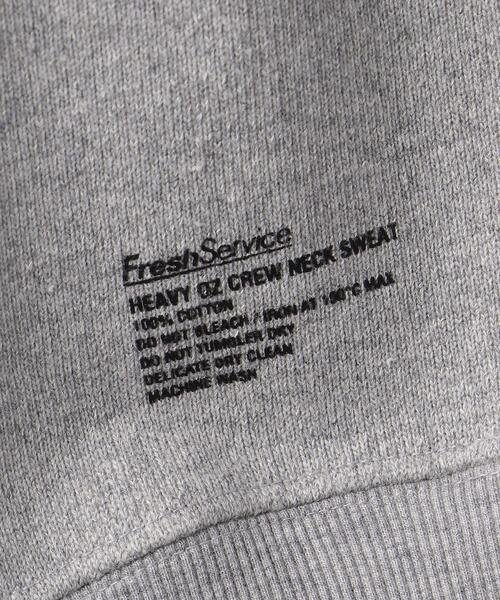 FreshService
HEAVY OZ CREW NECK SWEAT
100% COTTON
DO NOT BLEACH / IRON AT 150°C MAX
DO NOT TUMBLER DRY
DELICATE DRY CLEAN
MACHINE WASH